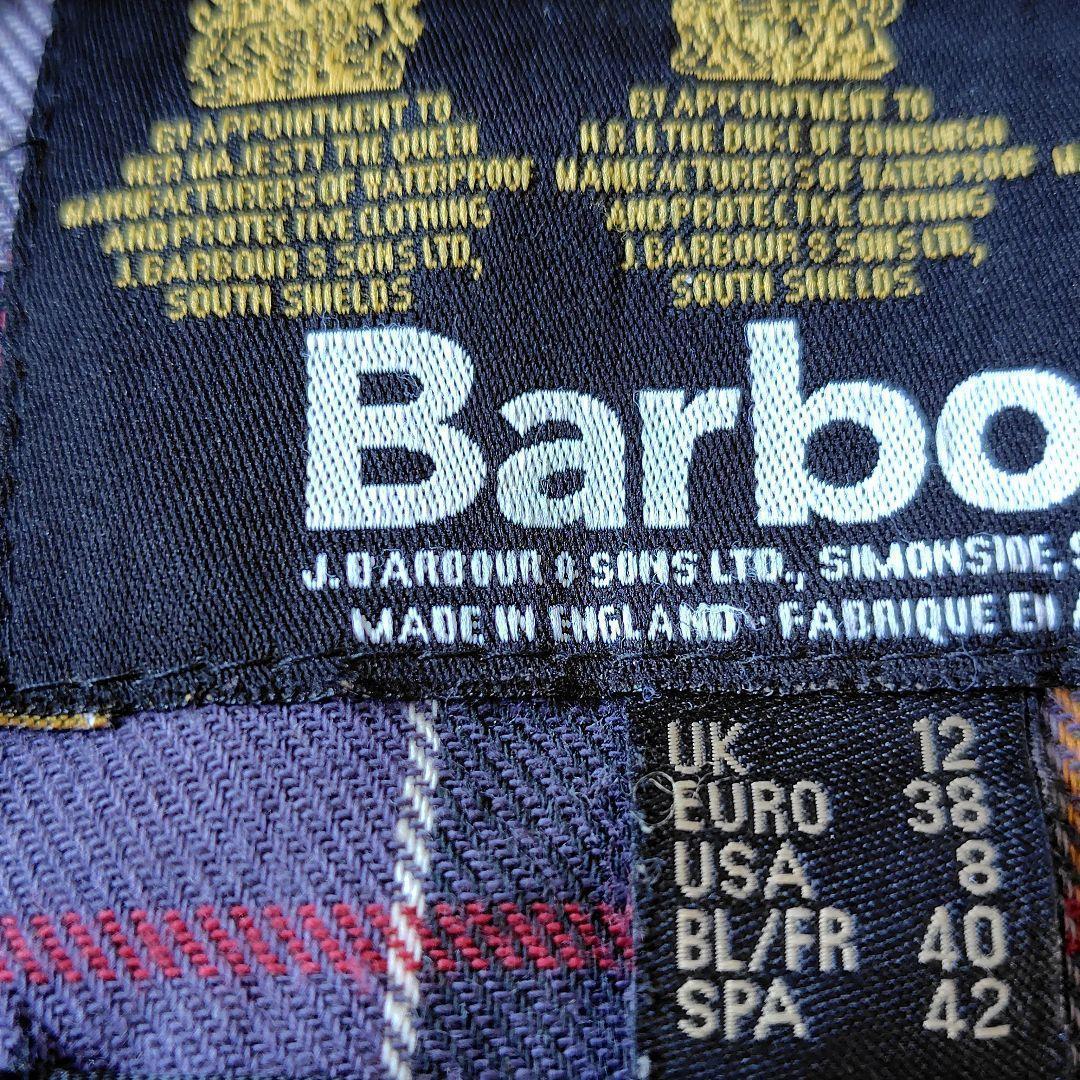 BY APPOINTMENT TO
HER MAJESTY THE QUEEN
MANUFACTURERS OF WATERPROOF
AND PROTECTIVE CLOTHING
J. BARBOUR & SONS LTD,
SOUTH SHIELDS
BY APPOINTMENT TO
H.R.H THE DUKE OF EDINBURGH
MANUFACTURERS OF WATERPROOF
AND PROTECTIVE CLOTHING
J. BARBOUR & SONS LTD,
SOUTH SHIELDS.
Barbo
J. BARBOUR & SONS LTD., SIMONSIDE, S
MADE IN ENGLAND · FABRIQUE EN
UK 12
EURO 38
USA 8
BL/FR 40
SPA 42